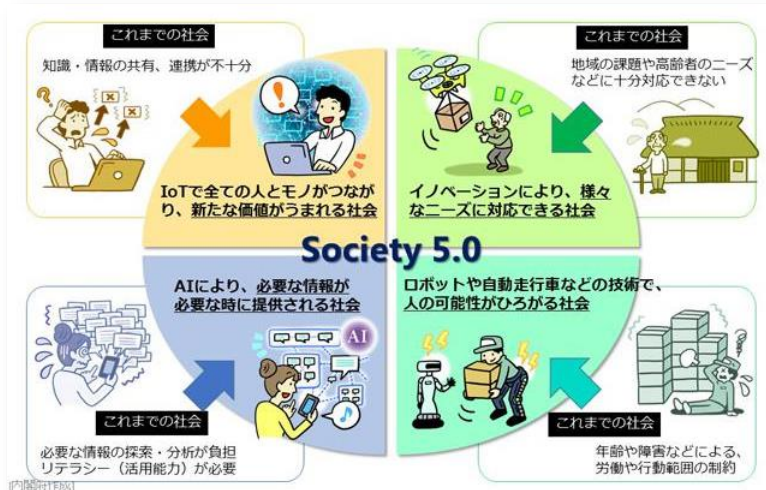 これまでの社会
知識・情報の共有、連携が不十分
IoTで全ての人とモノがつなが
り、新たな価値がうまれる社会
これまでの社会
地域の課題や高齢者のニーズ
などに十分対応できない
イノベーションにより、様々
なニーズに対応できる社会
Society 5.0
AIにより、必要な情報が
必要な時に提供される社会
AI
これまでの社会
必要な情報の探索・分析が負担
リテラシー（活用能力）が必要
ロボットや自動走行車などの技術で、
人の可能性がひろがる社会
これまでの社会
年齢や障害などによる、
労働や行動範囲の制約
[内閣府作成]